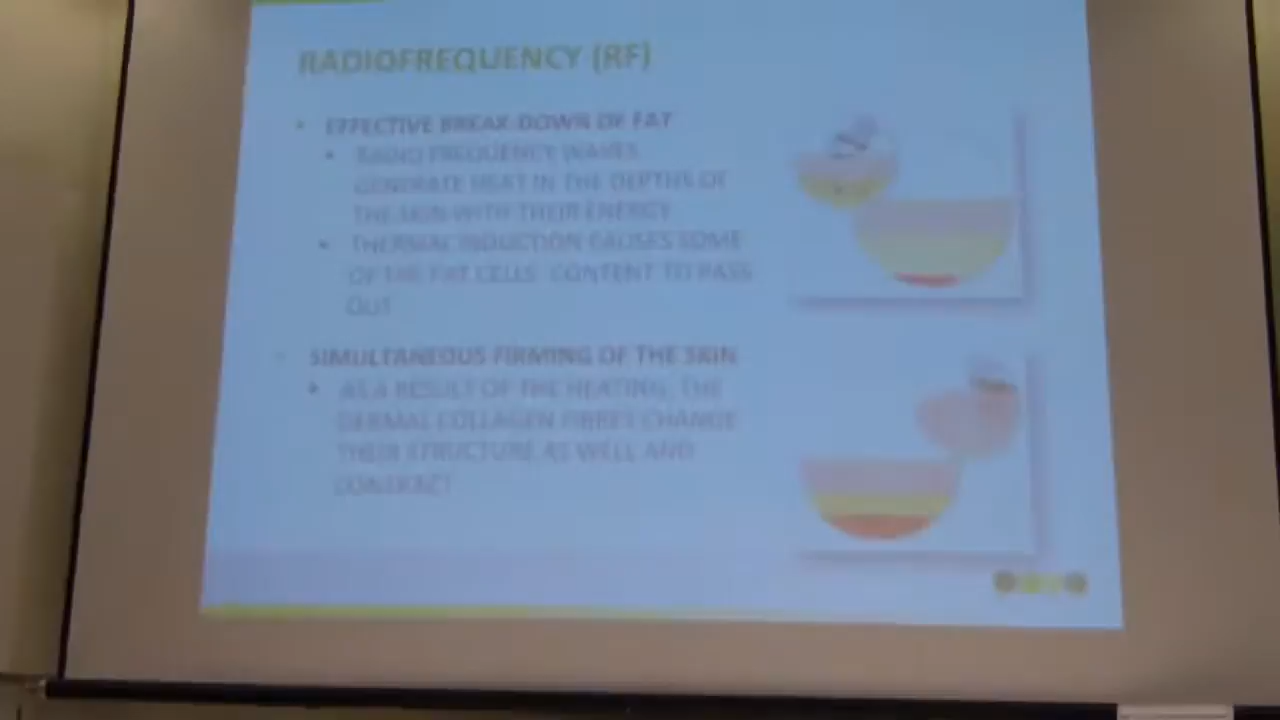 RADIOFREQUENCY (RF)
• EFFECTIVE BREAK-DOWN OF FAT
• RADIO FREQUENCY WAVES
GENERATE HEAT IN THE DEPTHS OF
THE SKIN WITH THEIR ENERGY
• THERMAL INDUCTION CAUSES SOME
OF THE FAT CELLS' CONTENT TO PASS
OUT
• SIMULTANEOUS FIRMING OF THE SKIN
• AS A RESULT OF THE HEATING, THE
DERMAL COLLAGEN FIBRES CHANGE
THEIR STRUCTURE AS WELL AND
CONTRACT